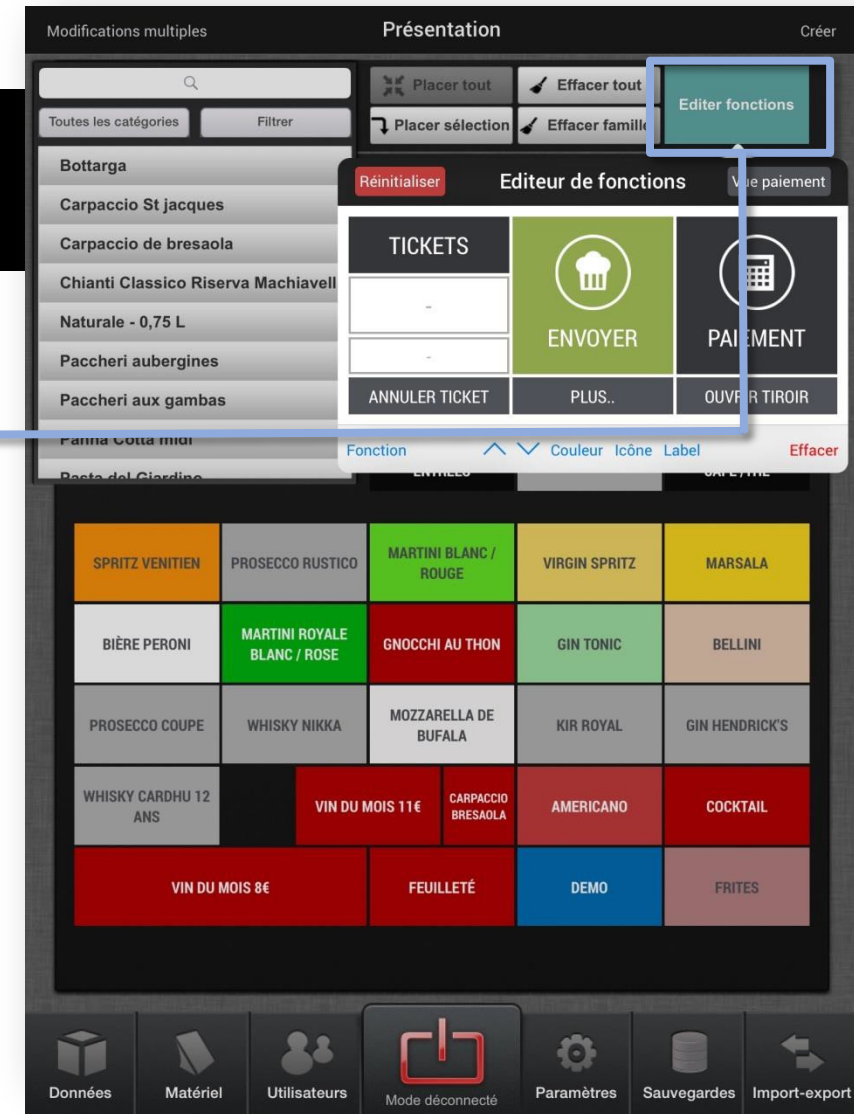 Modifications multiples
Présentation
Créer
Placer tout
Effacer tout
Editer fonctions
Toutes les catégories
Filtrer
Placer sélection
Effacer famille
Bottarga
Carpaccio St jacques
Carpaccio de bresaola
Chianti Classico Riserva Machiavell
Naturale - 0,75 L
Paccheri aubergines
Paccheri aux gambas
Panna Cotta midi
Pasta del Giardino
Réinitialiser
Editeur de fonctions
Vue paiement
TICKETS
-
-
ENVOYER
PAIEMENT
ANNULER TICKET
PLUS..
OUVRIR TIROIR
Fonction
Couleur
Icône
Label
Effacer
ENTRÉES
CAFÉ / THÉ
SPRITZ VENITIEN
PROSECCO RUSTICO
MARTINI BLANC /
ROUGE
VIRGIN SPRITZ
MARSALA
BIÈRE PERONI
MARTINI ROYALE
BLANC / ROSE
GNOCCHI AU THON
GIN TONIC
BELLINI
PROSECCO COUPE
WHISKY NIKKA
MOZZARELLA DE
BUFALA
KIR ROYAL
GIN HENDRICK'S
WHISKY CARDHU 12
ANS
VIN DU MOIS 11€
CARPACCIO
BRESAOLA
AMERICANO
COCKTAIL
VIN DU MOIS 8€
FEUILLETÉ
DEMO
FRITES
Données
Matériel
Utilisateurs
Mode déconnecté
Paramètres
Sauvegardes
Import-export